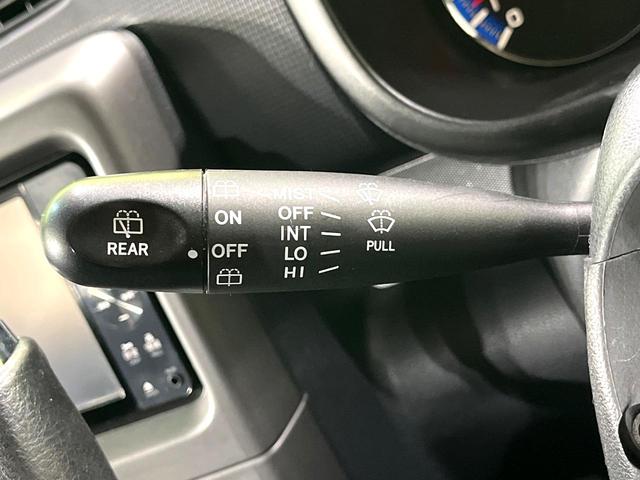 REAR
ON
OFF
MIST
OFF
INT
LO
HI
PULL